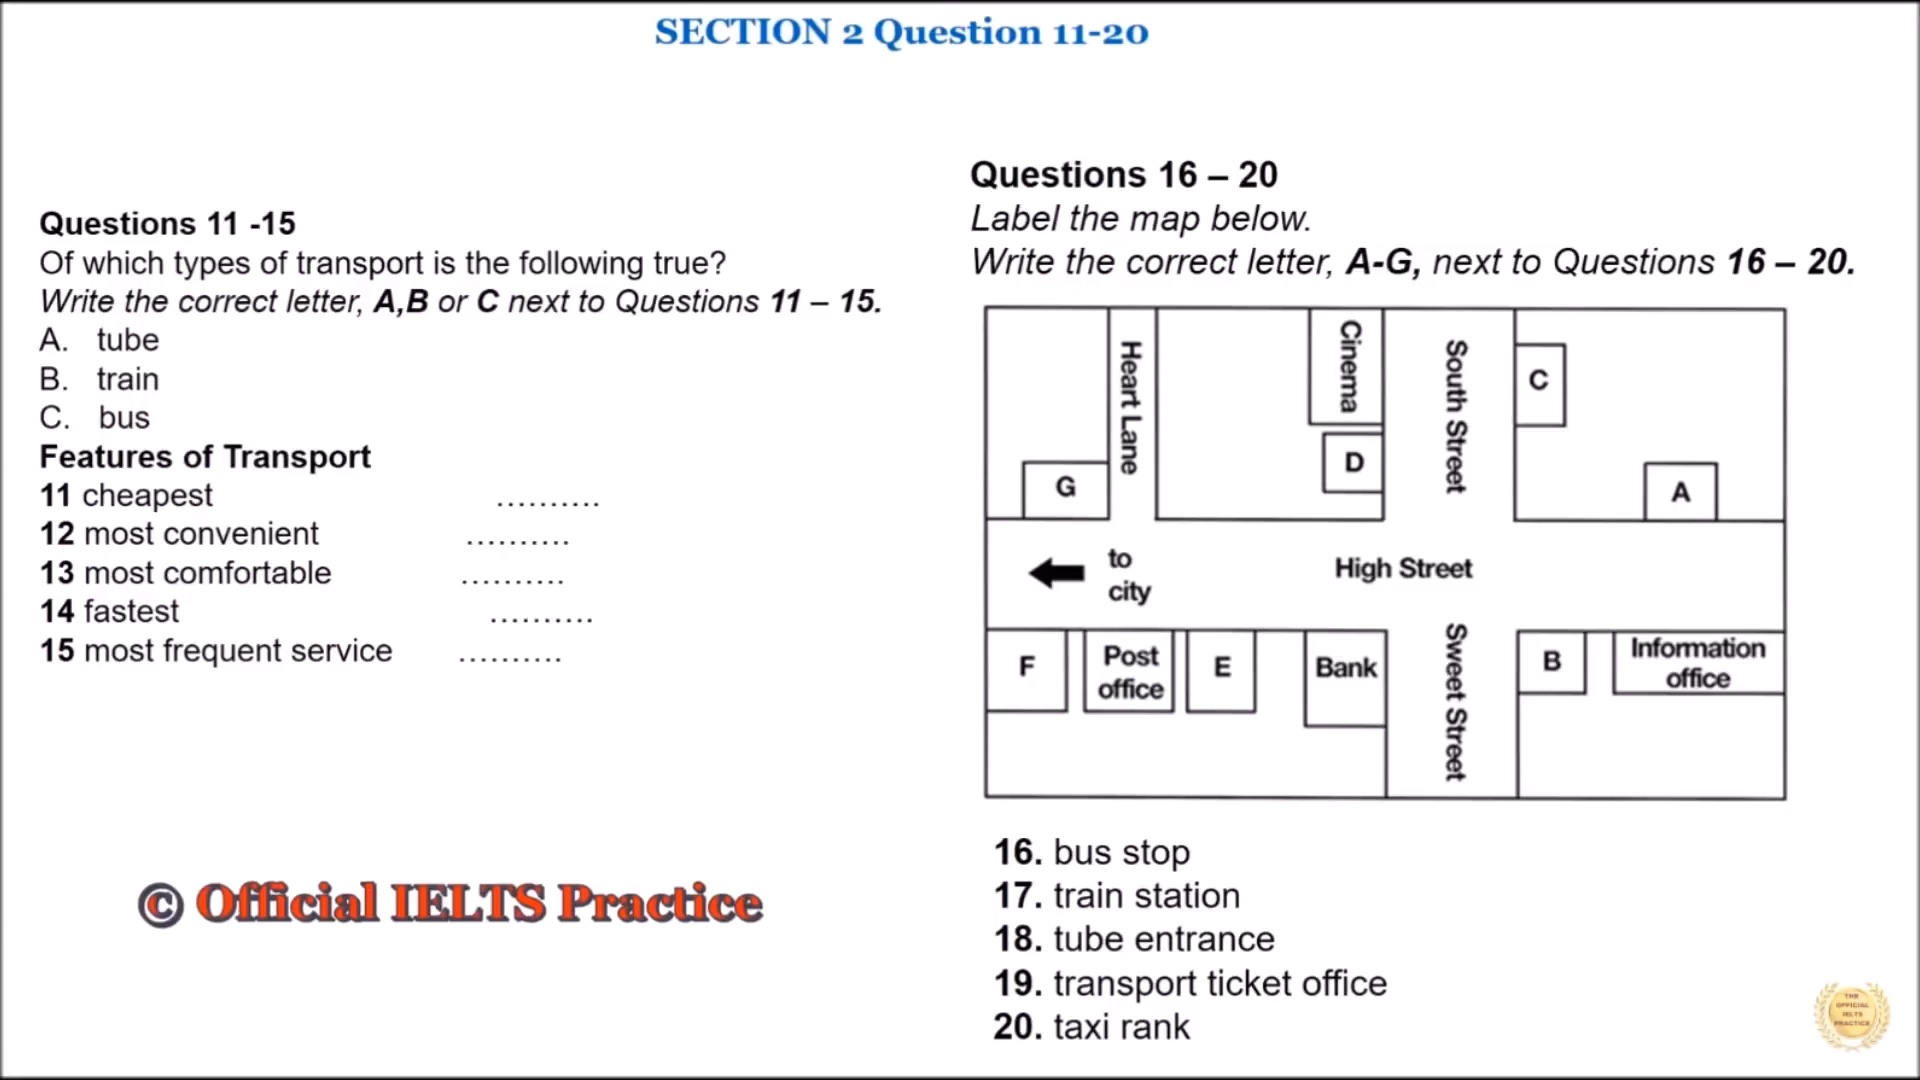 SECTION 2 Question 11-20
Questions 11 -15
Of which types of transport is the following true?
Write the correct letter, A,B or C next to Questions 11 – 15.
A. tube
B. train
C. bus
Features of Transport
11 cheapest ..........
12 most convenient ..........
13 most comfortable ..........
14 fastest ..........
15 most frequent service ..........
© Official IELTS Practice
Questions 16 – 20
Label the map below.
Write the correct letter, A-G, next to Questions 16 – 20.
Heart Lane
Cinema
South Street
C
D
G
A
to
city
High Street
F
Post
office
E
Bank
Sweet Street
B
Information
office
16. bus stop
17. train station
18. tube entrance
19. transport ticket office
20. taxi rank
THE
OFFICIAL
IELTS
PRACTICE